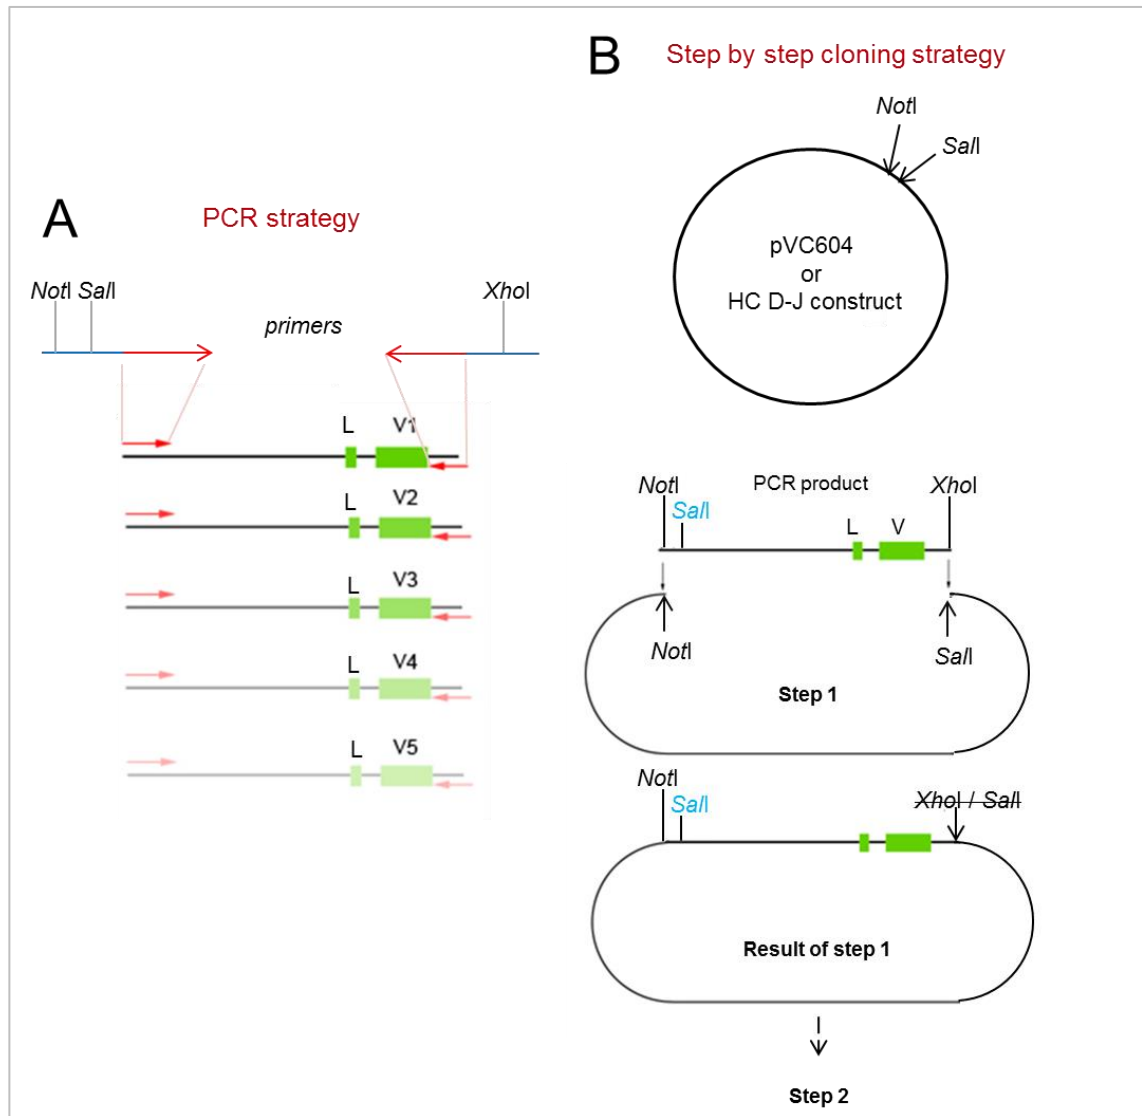 A
PCR strategy
NotI SalI
XhoI
primers
L
V1
L
V2
L
V3
L
V4
L
V5
B
Step by step cloning strategy
NotI
SalI
pVC604
or
HC D-J construct
NotI
PCR product
XhoI
SalI
L
V
NotI
SalI
Step 1
NotI
SalI
XhoI / SalI
Result of step 1
Step 2